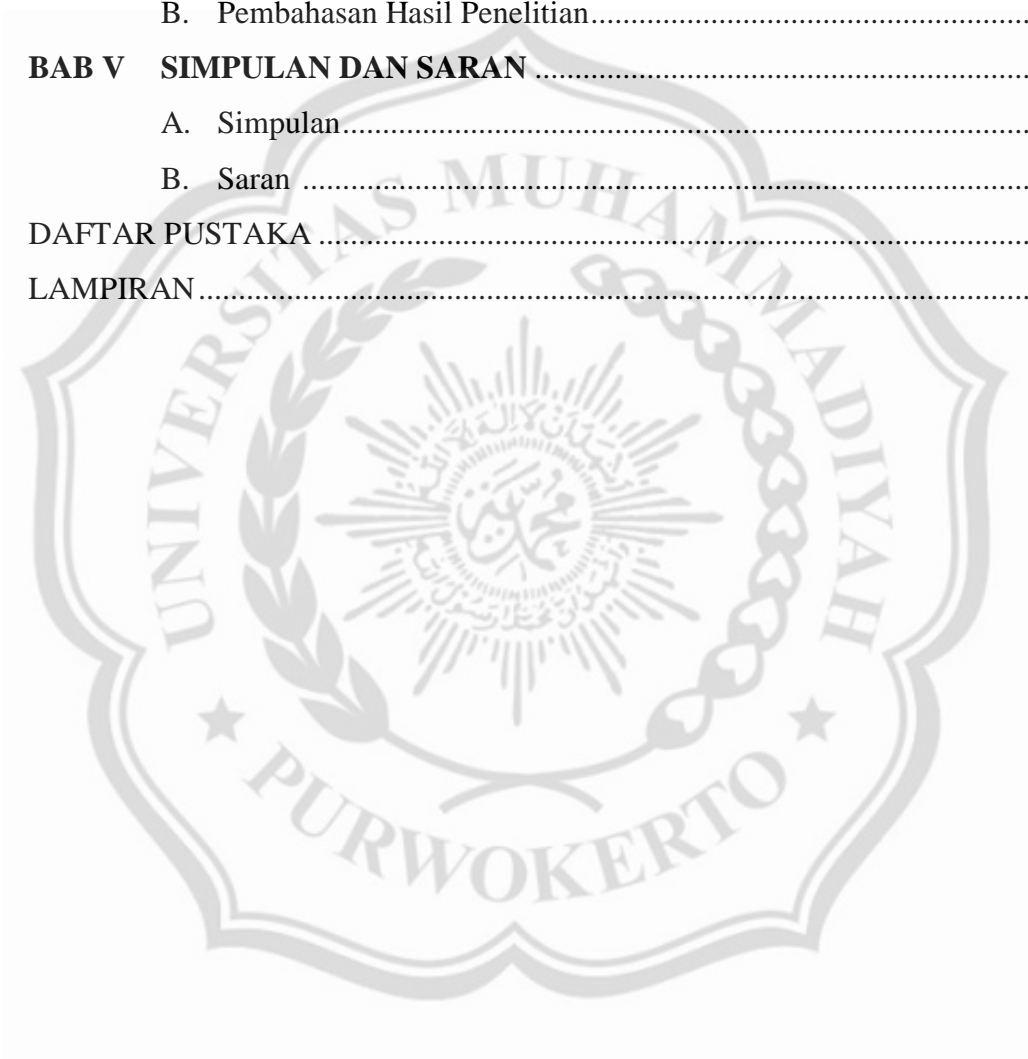 B. Pembahasan Hasil Penelitian.......................................................
BAB V SIMPULAN DAN SARAN ..............................................................
A. Simpulan.......................................................................................
B. Saran ...........................................................................................
DAFTAR PUSTAKA .........................................................................................
LAMPIRAN........................................................................................................
UNIVERSITAS MUHAMMADIYAH
PURWOKERTO